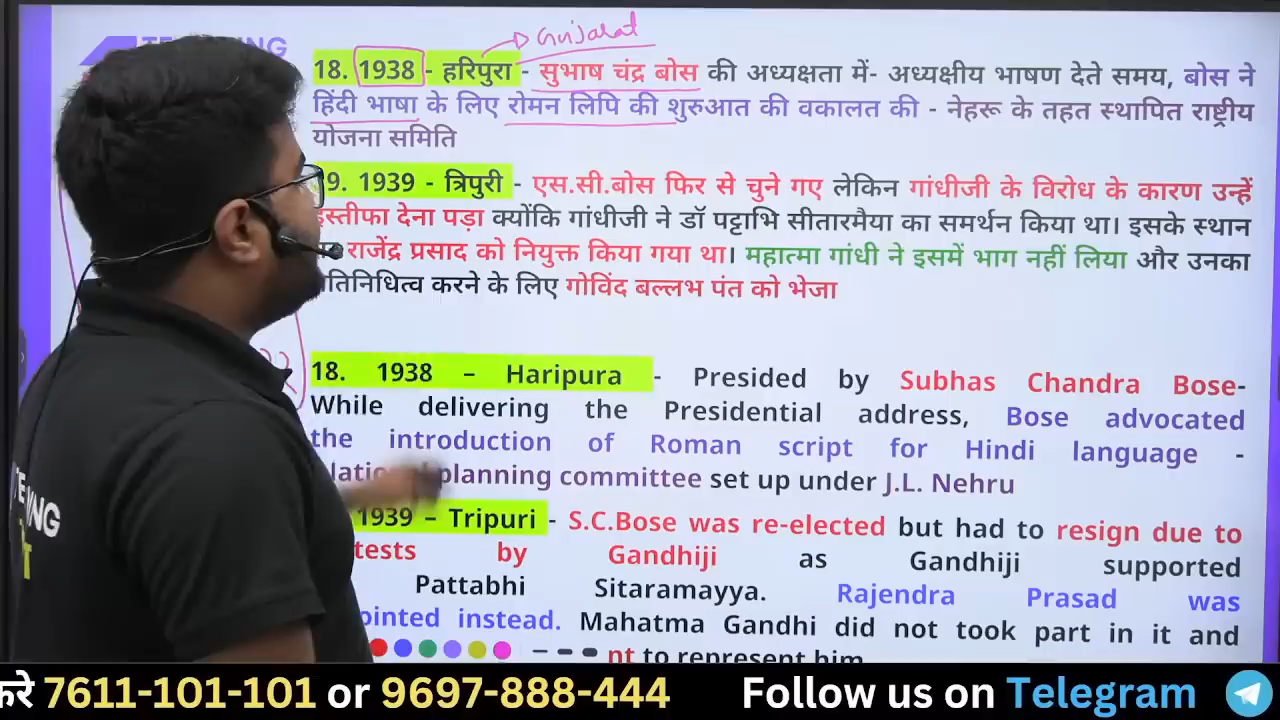 Gujarat
18. 1938 - हरिपुरा - सुभाष चंद्र बोस की अध्यक्षता में- अध्यक्षीय भाषण देते समय, बोस ने
हिंदी भाषा के लिए रोमन लिपि की शुरुआत की वकालत की - नेहरू के तहत स्थापित राष्ट्रीय
योजना समिति
9. 1939 - त्रिपुरी - एस.सी.बोस फिर से चुने गए लेकिन गांधीजी के विरोध के कारण उन्हें
इस्तीफा देना पड़ा क्योंकि गांधीजी ने डॉ पट्टाभि सीतारमैया का समर्थन किया था। इसके स्थान
राजेंद्र प्रसाद को नियुक्त किया गया था। महात्मा गांधी ने इसमें भाग नहीं लिया और उनका
करने के लिए गोविंद बल्लभ पंत को भेजा
18. 1938 – Haripura - Presided by Subhas Chandra Bose-
While delivering the Presidential address, Bose advocated
the introduction of Roman script for Hindi language -
planning committee set up under J.L. Nehru
1939 – Tripuri - S.C.Bose was re-elected but had to resign due to
tests by Gandhiji as Gandhiji supported
Pattabhi Sitaramayya. Rajendra Prasad was
ointed instead. Mahatma Gandhi did not took part in it and
nt to represent him
करे 7611-101-101 or 9697-888-444 Follow us on Telegram